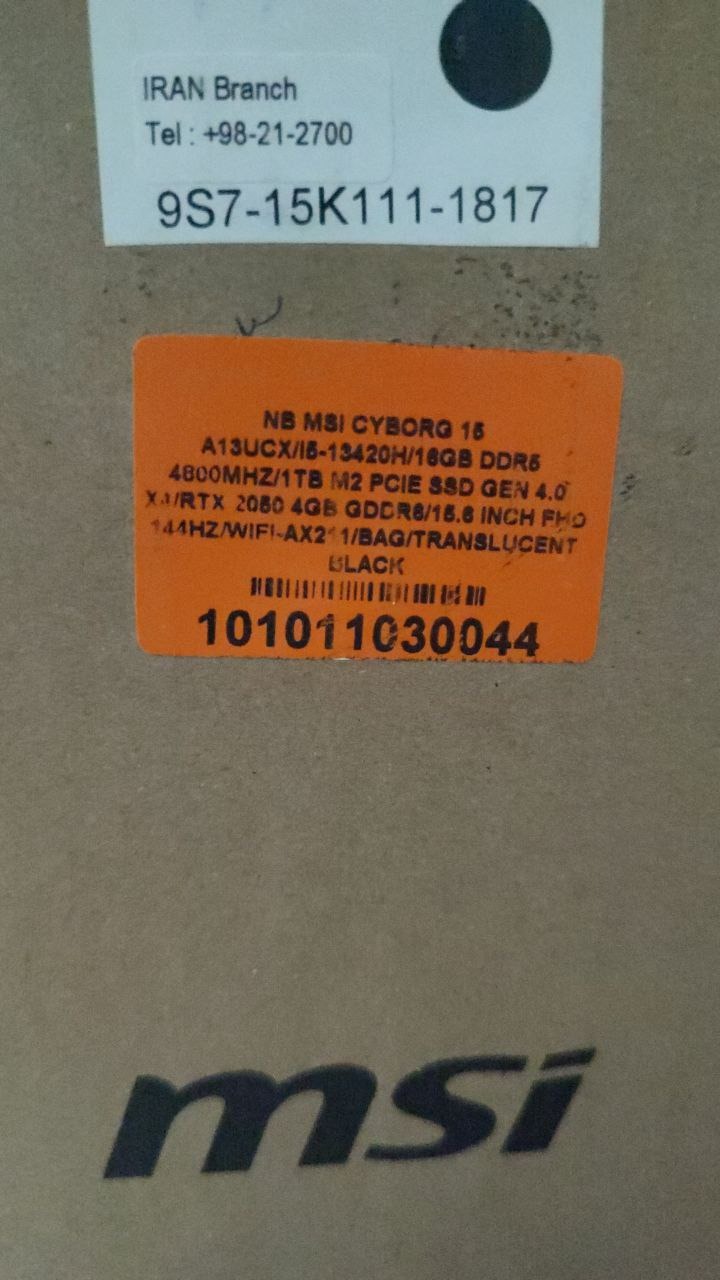 IRAN Branch
Tel : +98-21-2700
9S7-15K111-1817
NB MSI CYBORG 15
A13UCX/I5-13420H/16GB DDR5
4800MHZ/1TB M2 PCIE SSD GEN 4.0
X4/RTX 2050 4GB GDDR6/15.6 INCH FHD
144HZ/WIFI-AX211/BAG/TRANSLUCENT
BLACK
101011030044
msi